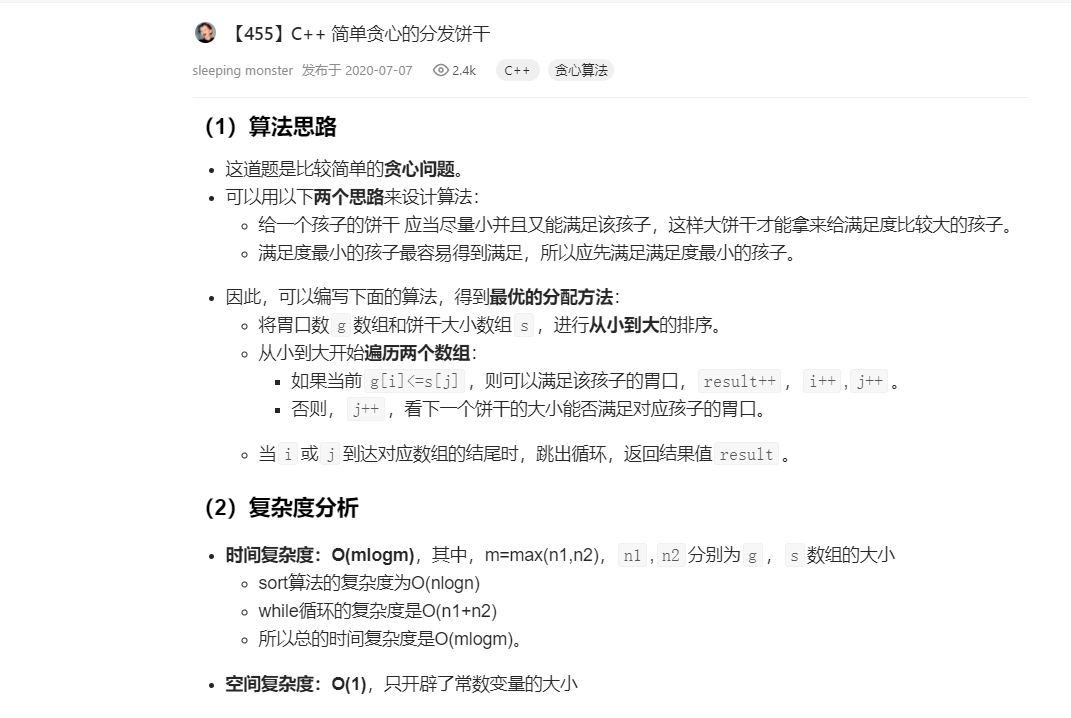 【455】C++ 简单贪心的分发饼干
sleeping monster 发布于 2020-07-07 2.4k C++ 贪心算法
（1）算法思路
这道题是比较简单的贪心问题。
可以用以下两个思路来设计算法：
给一个孩子的饼干 应当尽量小并且又能满足该孩子，这样大饼干才能拿来给满足度比较大的孩子。
满足度最小的孩子最容易得到满足，所以应先满足满足度最小的孩子。
因此，可以编写下面的算法，得到最优的分配方法：
将胃口数 g 数组和饼干大小数组 s ，进行从小到大的排序。
从小到大开始遍历两个数组：
如果当前 g[i]<=s[j] ，则可以满足该孩子的胃口， result++ ， i++ , j++ 。
否则， j++ ，看下一个饼干的大小能否满足对应孩子的胃口。
当 i 或 j 到达对应数组的结尾时，跳出循环，返回结果值 result 。
（2）复杂度分析
时间复杂度：O(mlogm)，其中，m=max(n1,n2)， n1 , n2 分别为 g ， s 数组的大小
sort算法的复杂度为O(nlogn)
while循环的复杂度是O(n1+n2)
所以总的时间复杂度是O(mlogm)。
空间复杂度：O(1)，只开辟了常数变量的大小